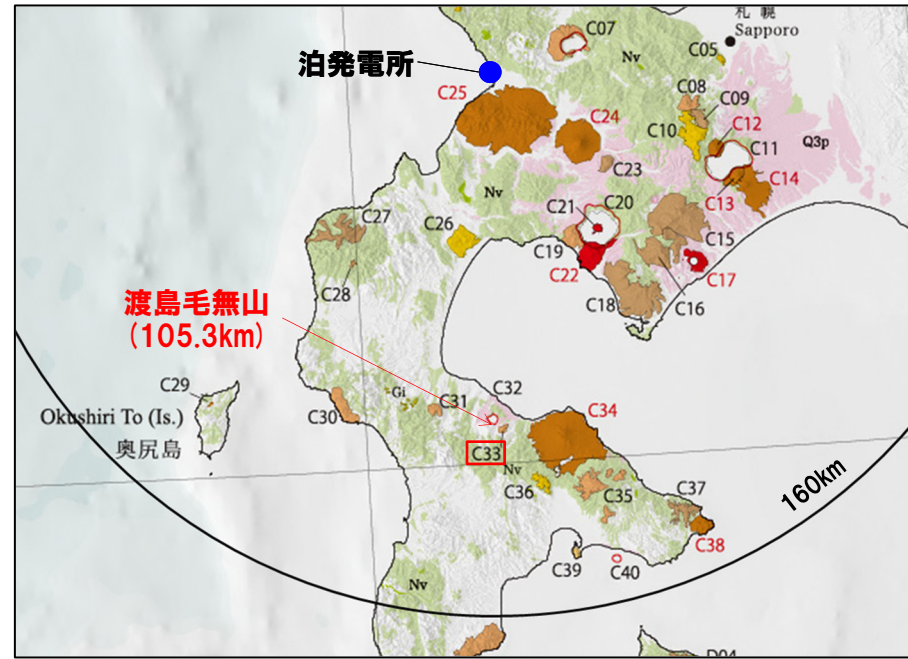 札 幌
Sapporo
C07
C05
Nv
泊発電所
C25
C24
C08
C09
C10
C12
C11
Q3p
C23
C14
C13
Nv
C21
C20
C27
C26
C19
C15
C22
C17
C16
C28
C18
渡島毛無山
(105.3km)
C29
C32
Gi
C31
C34
Okushiri To (Is.)
C30
奥尻島
C33
Nv
C36
C35
C37
160km
C38
C39
C40
Nv
D04